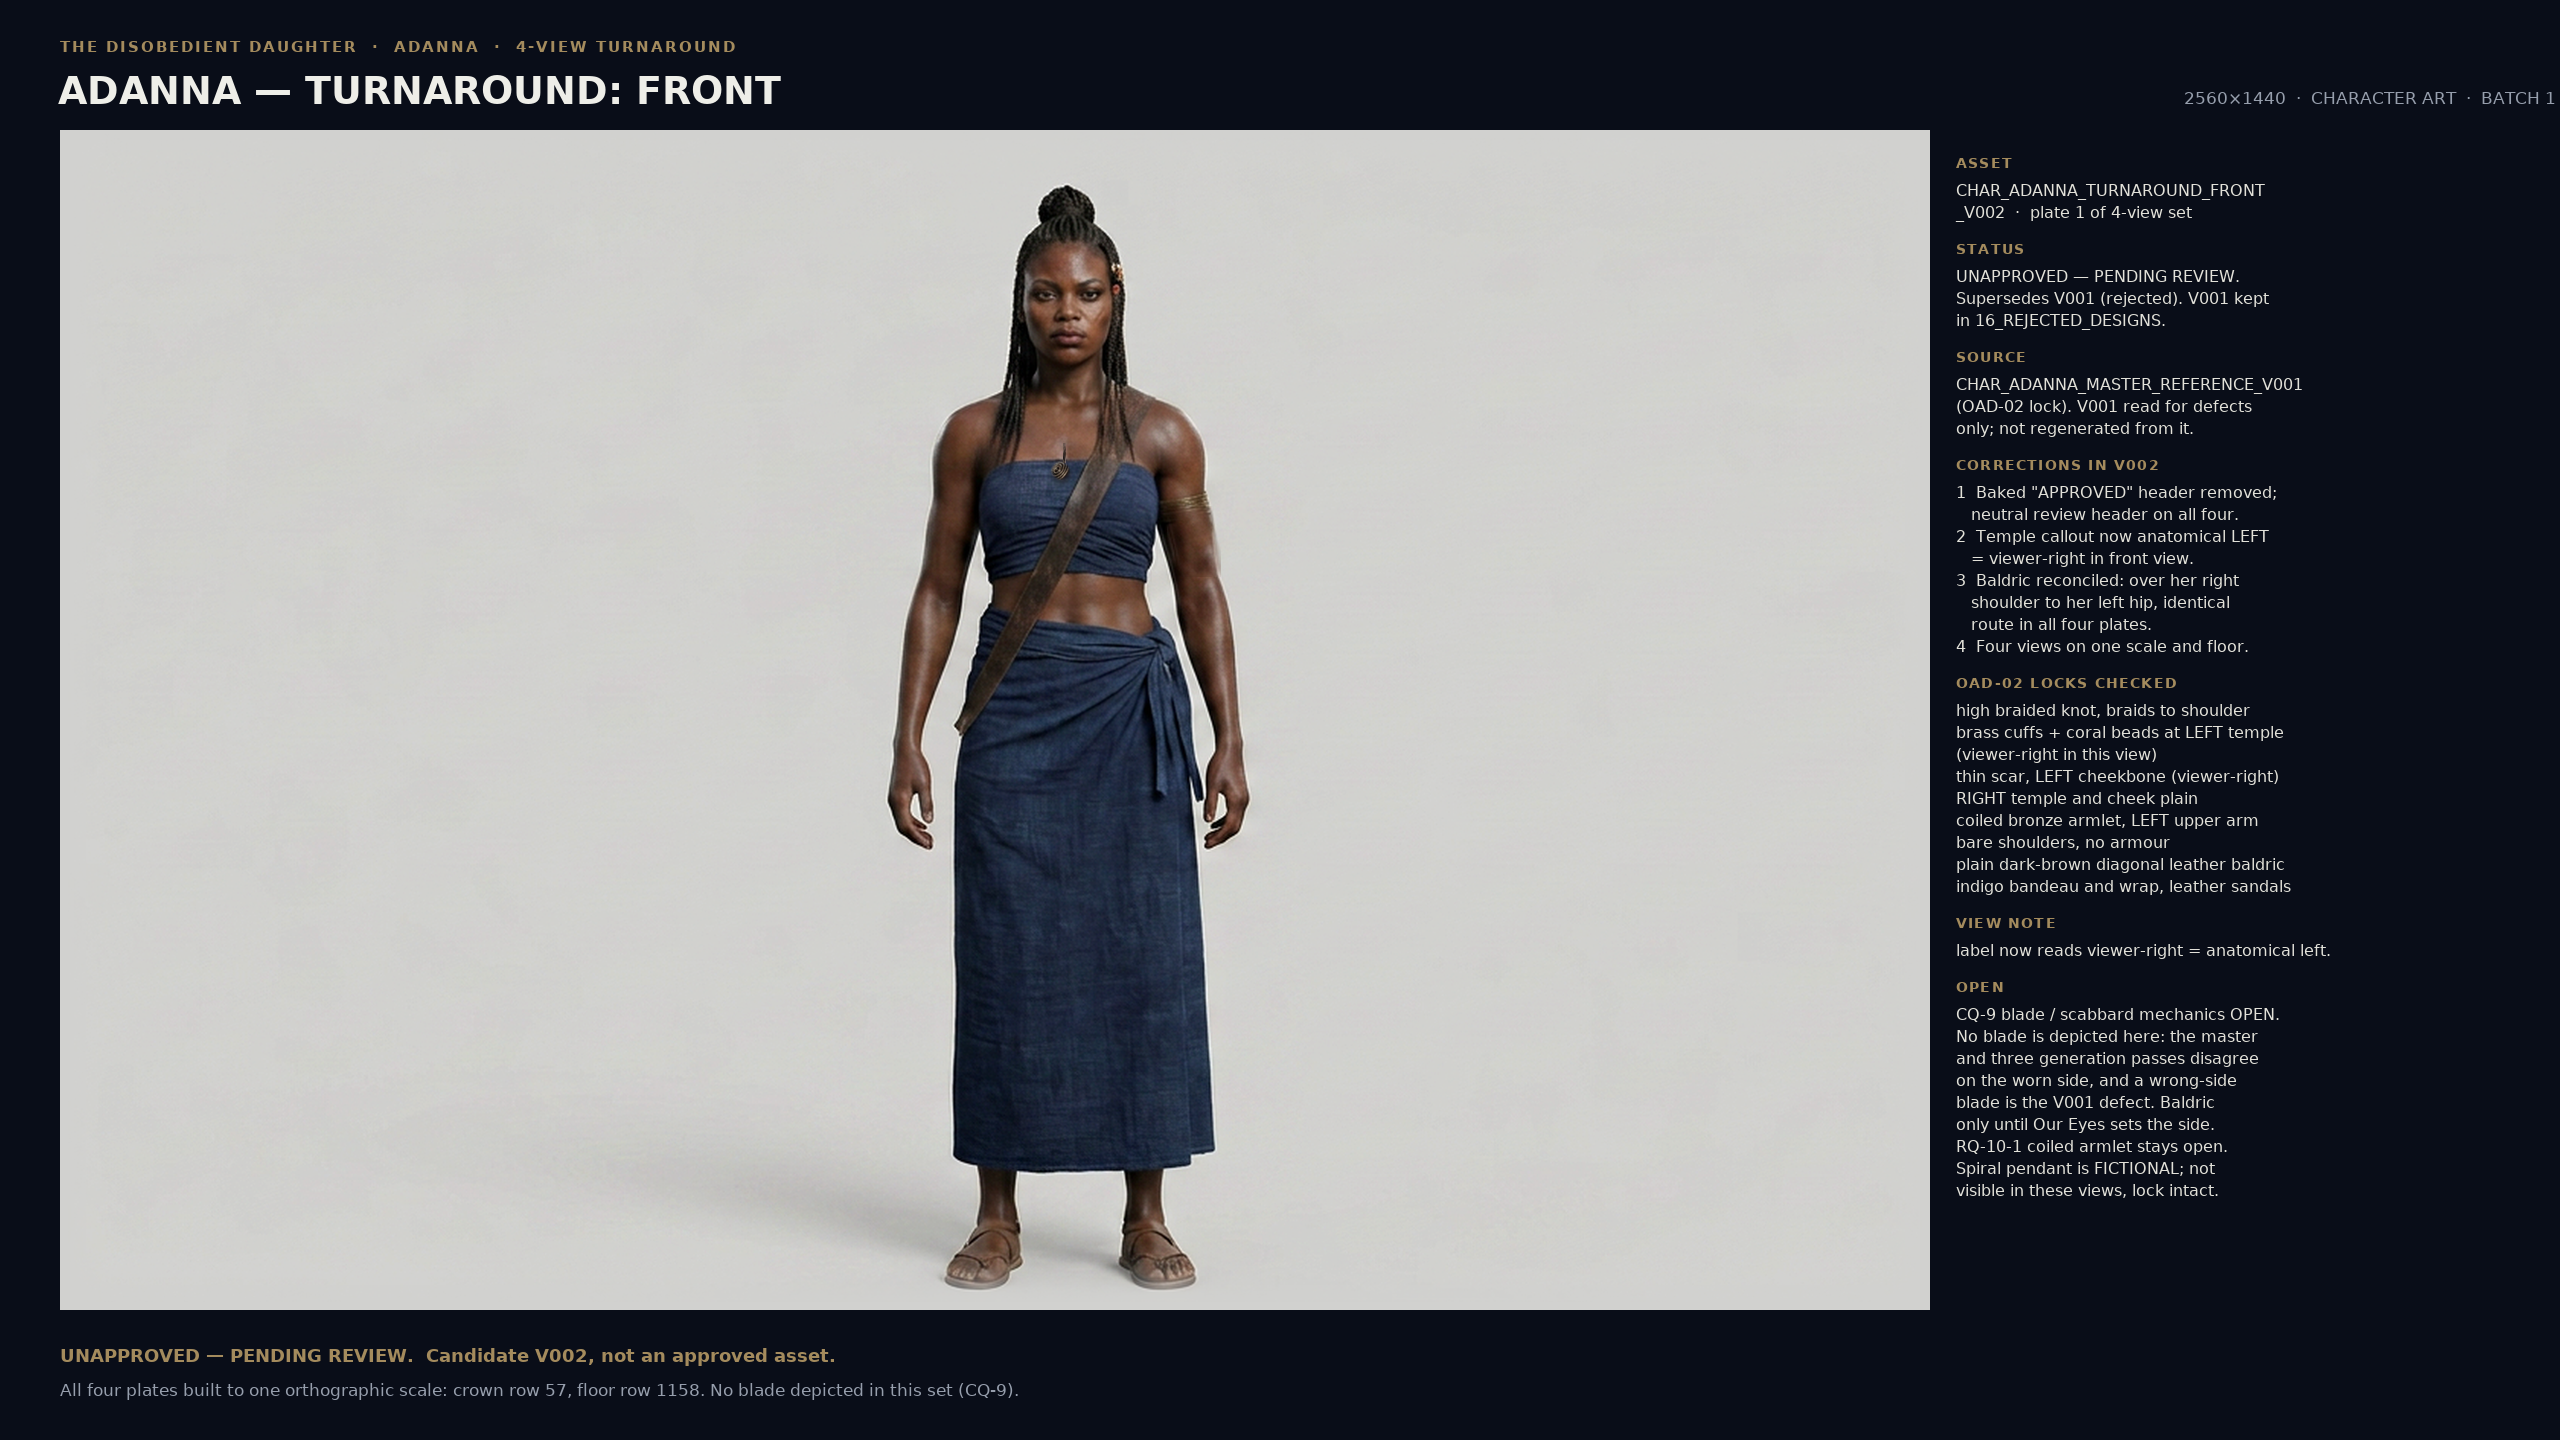 THE DISOBEDIENT DAUGHTER · ADANNA · 4-VIEW TURNAROUND
ADANNA — TURNAROUND: FRONT
2560×1440 · CHARACTER ART · BATCH 1
ASSET
CHAR_ADANNA_TURNAROUND_FRONT
_V002 · plate 1 of 4-view set
STATUS
UNAPPROVED — PENDING REVIEW.
Supersedes V001 (rejected). V001 kept
in 16_REJECTED_DESIGNS.
SOURCE
CHAR_ADANNA_MASTER_REFERENCE_V001
(OAD-02 lock). V001 read for defects
only; not regenerated from it.
CORRECTIONS IN V002
1 Baked "APPROVED" header removed;
neutral review header on all four.
2 Temple callout now anatomical LEFT
= viewer-right in front view.
3 Baldric reconciled: over her right
shoulder to her left hip, identical
route in all four plates.
4 Four views on one scale and floor.
OAD-02 LOCKS CHECKED
high braided knot, braids to shoulder
brass cuffs + coral beads at LEFT temple
(viewer-right in this view)
thin scar, LEFT cheekbone (viewer-right)
RIGHT temple and cheek plain
coiled bronze armlet, LEFT upper arm
bare shoulders, no armour
plain dark-brown diagonal leather baldric
indigo bandeau and wrap, leather sandals
VIEW NOTE
label now reads viewer-right = anatomical left.
OPEN
CQ-9 blade / scabbard mechanics OPEN.
No blade is depicted here: the master
and three generation passes disagree
on the worn side, and a wrong-side
blade is the V001 defect. Baldric
only until Our Eyes sets the side.
RQ-10-1 coiled armlet stays open.
Spiral pendant is FICTIONAL; not
visible in these views, lock intact.
UNAPPROVED — PENDING REVIEW. Candidate V002, not an approved asset.
All four plates built to one orthographic scale: crown row 57, floor row 1158. No blade depicted in this set (CQ-9).